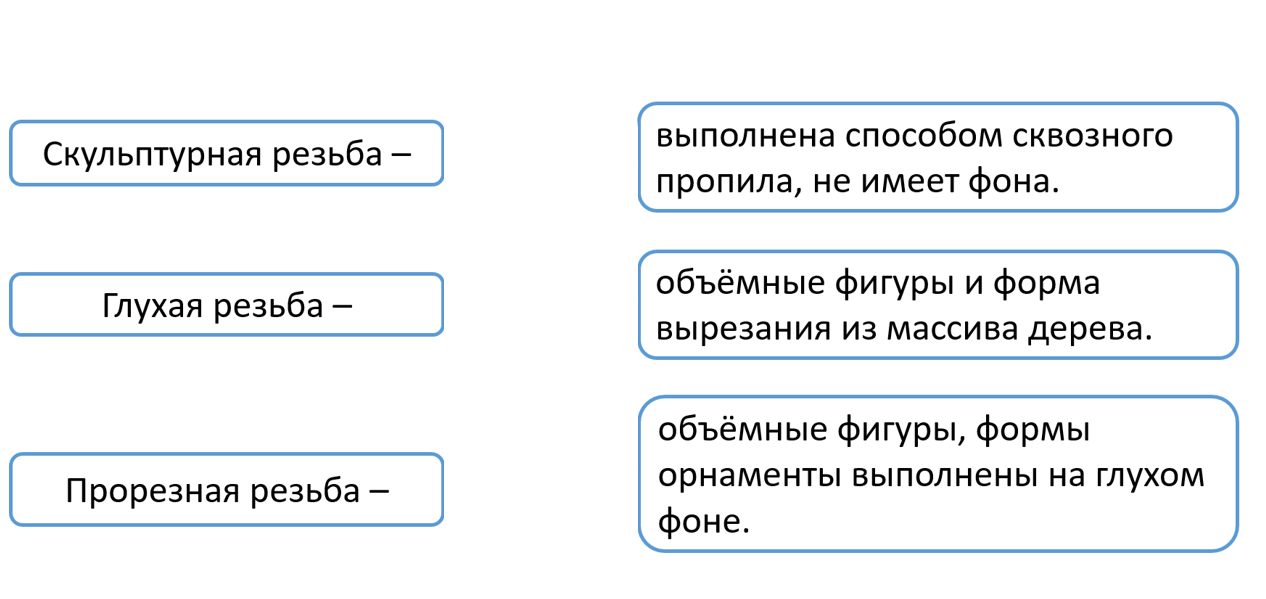 Скульптурная резьба –
выполнена способом сквозного
пропила, не имеет фона.
Глухая резьба –
объёмные фигуры и форма
вырезания из массива дерева.
Прорезная резьба –
объёмные фигуры, формы
орнаменты выполнены на глухом
фоне.